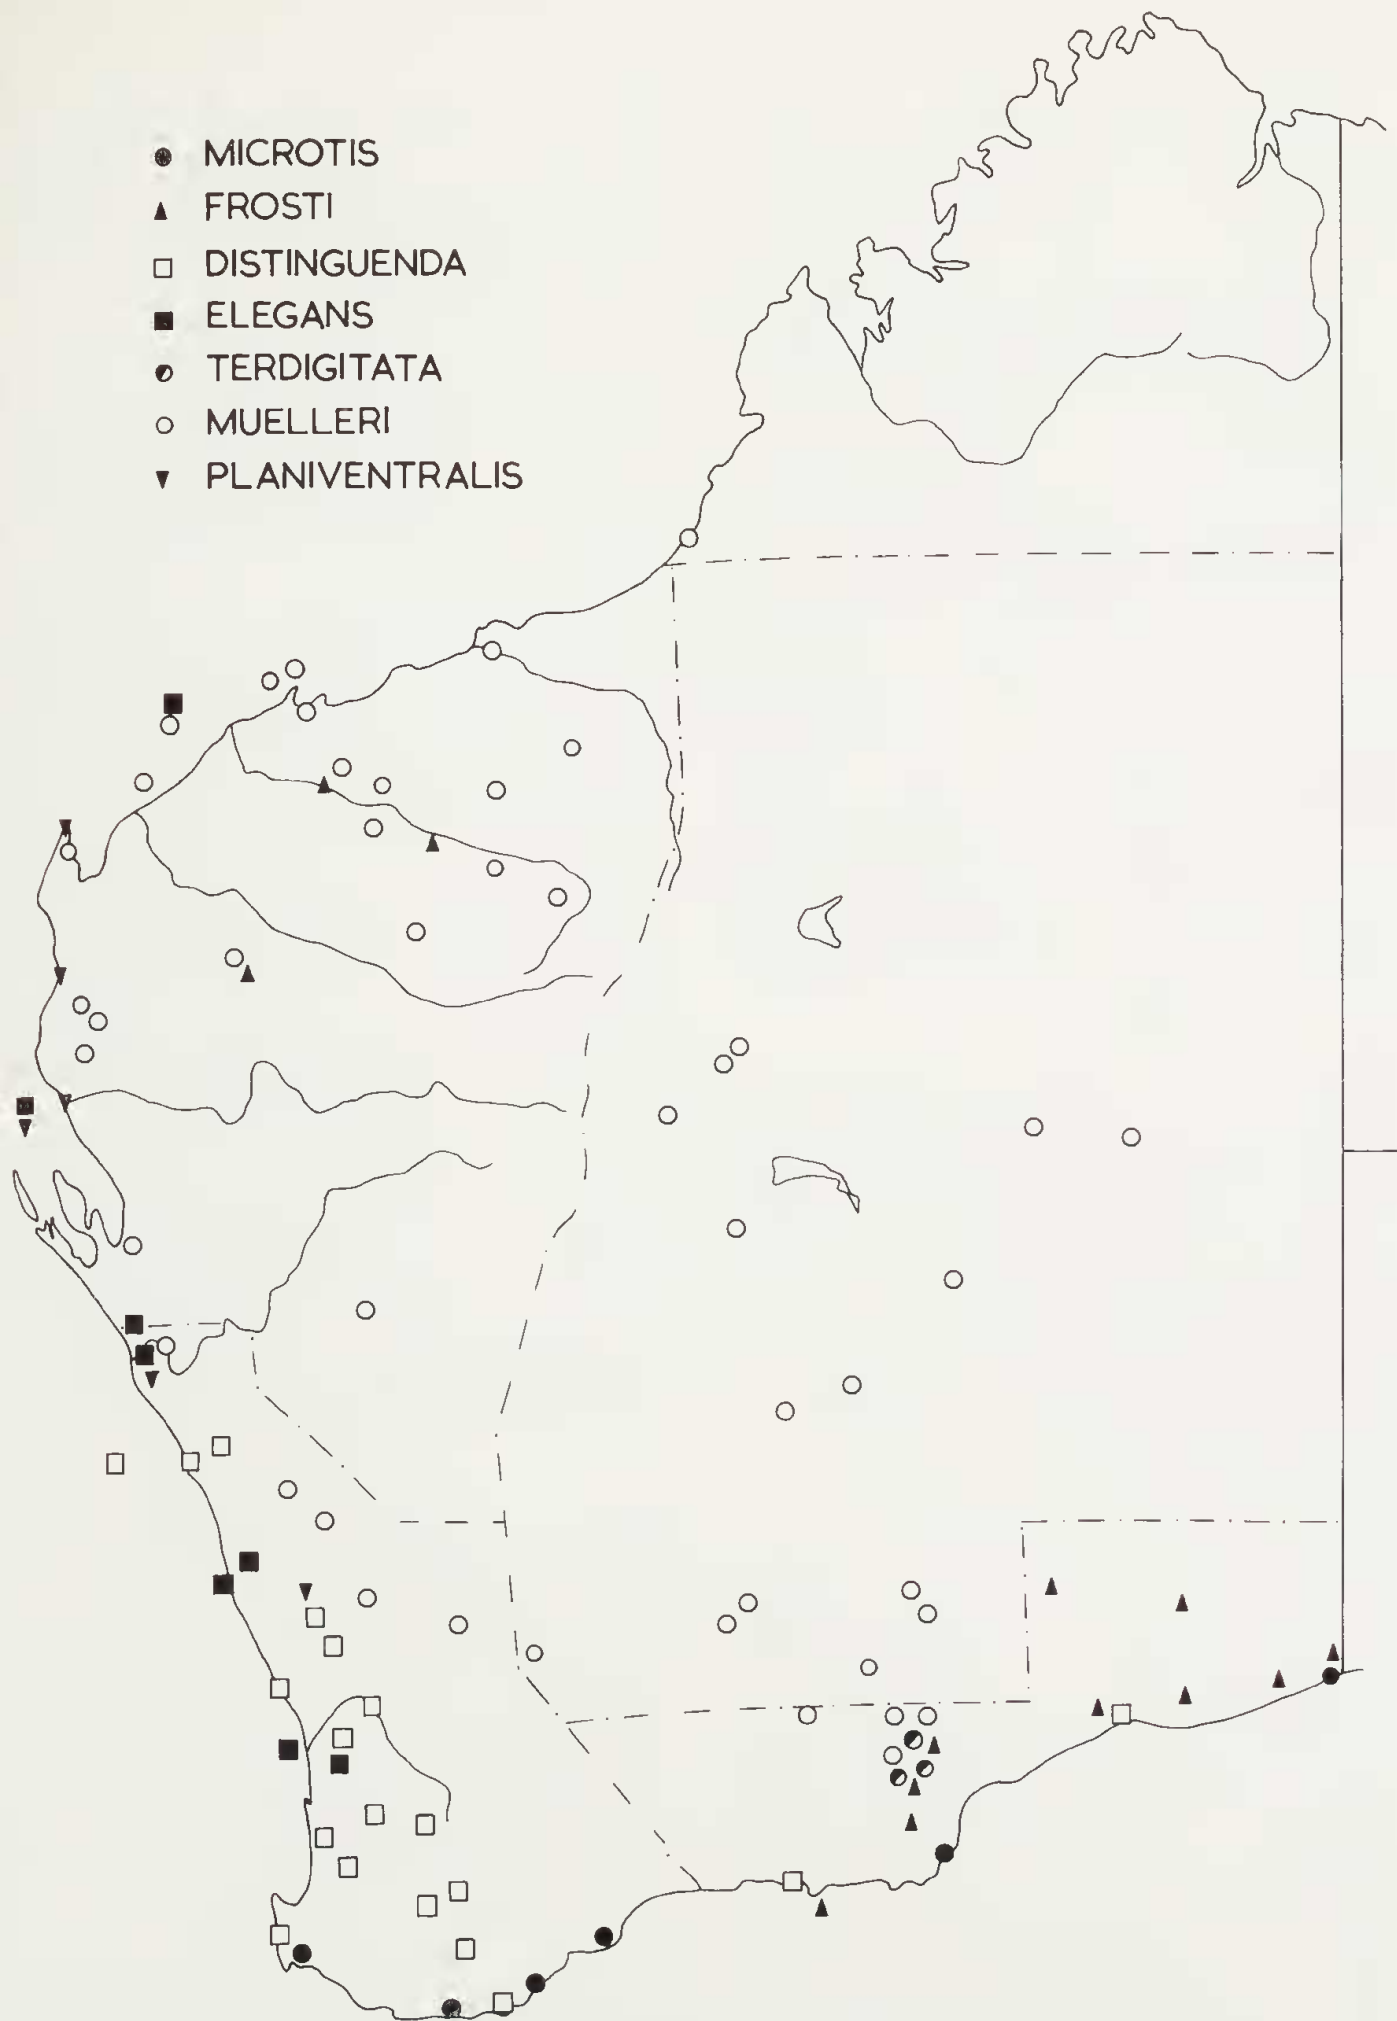 MICROTIS
FROSTI
DISTINGUENDA
ELEGANS
TERDIGITATA
MUELLERI
PLANIVENTRALIS